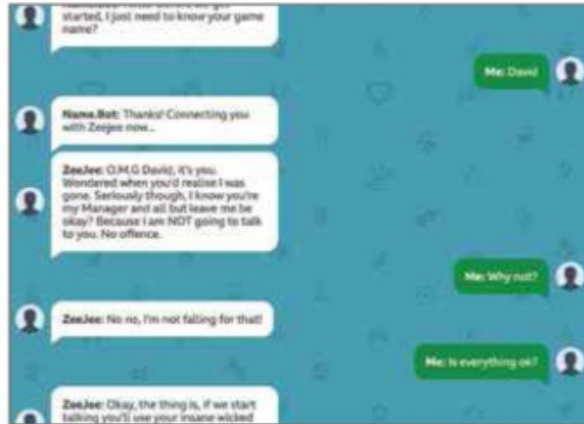 started, I just need to know your game
name?
Me: David
Name.Bot: Thanks! Connecting you
with Zeejee now...
ZeeJee: O.M.G David, it's you.
Wondered when you'd realise I was
gone. Seriously though, I know you're
my Manager and all but leave me be
okay? Because I am NOT going to talk
to you. No offence.
Me: Why not?
ZeeJee: No no, I'm not falling for that!
Me: Is everything ok?
ZeeJee: Okay, the thing is, if we start
talking you'll use your insane wicked